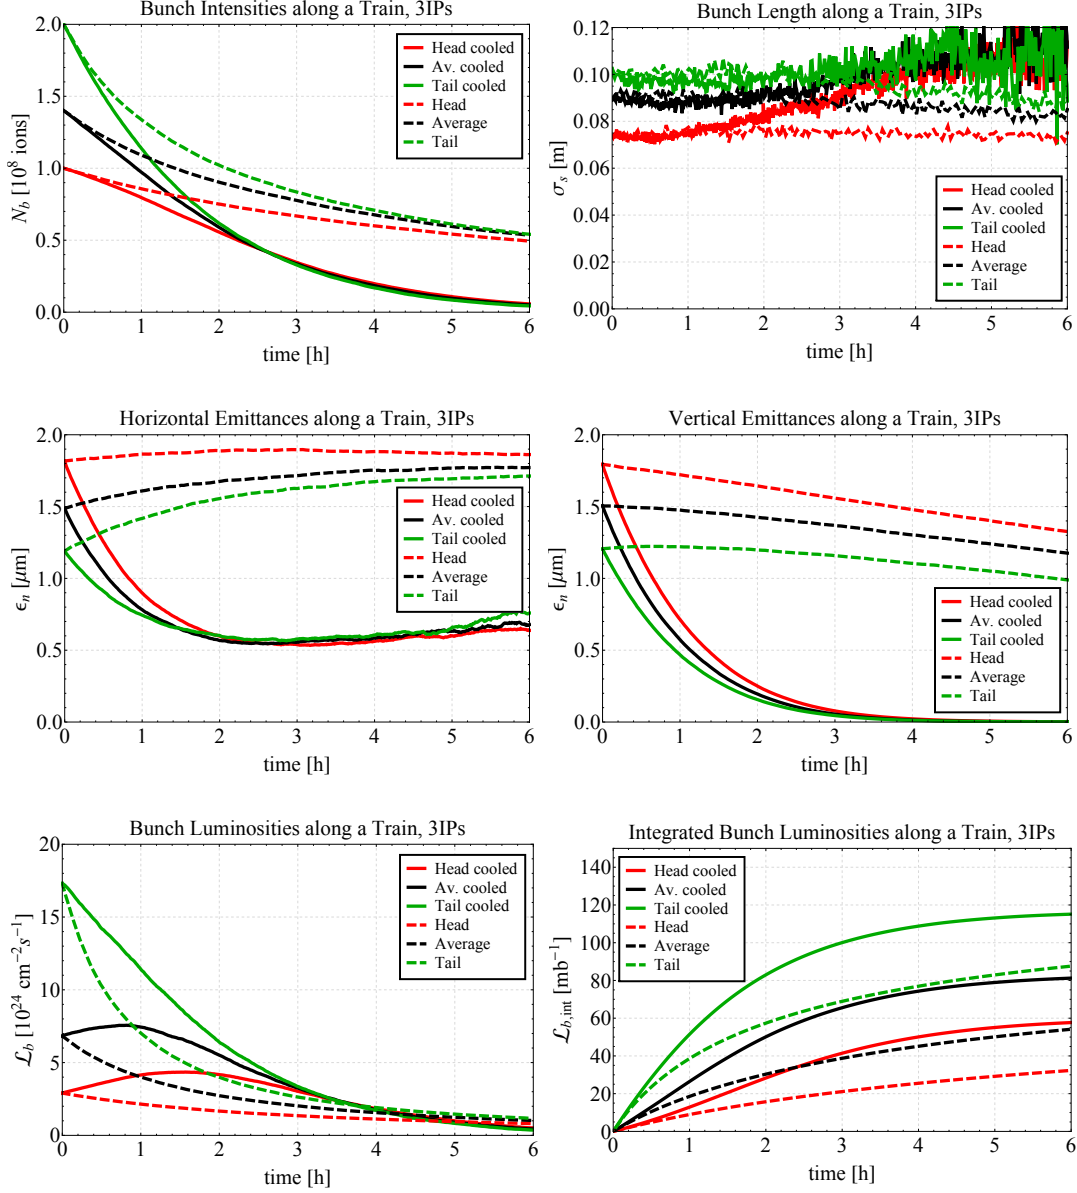 Bunch Intensities along a Train, 3IPs
2.0
1.5
1.0
0.5
0.0
N_b [10^8 ions]
0 1 2 3 4 5 6
time [h]
Head cooled
Av. cooled
Tail cooled
Head
Average
Tail
Bunch Length along a Train, 3IPs
0.12
0.10
0.08
0.06
0.04
0.02
0.00
σ_s [m]
0 1 2 3 4 5 6
time [h]
Head cooled
Av. cooled
Tail cooled
Head
Average
Tail
Horizontal Emittances along a Train, 3IPs
2.0
1.5
1.0
0.5
0.0
ϵ_n [μm]
0 1 2 3 4 5 6
time [h]
Head cooled
Av. cooled
Tail cooled
Head
Average
Tail
Vertical Emittances along a Train, 3IPs
2.0
1.5
1.0
0.5
0.0
ϵ_n [μm]
0 1 2 3 4 5 6
time [h]
Head cooled
Av. cooled
Tail cooled
Head
Average
Tail
Bunch Luminosities along a Train, 3IPs
20
15
10
5
0
ℒ_b [10^24 cm^−2 s^−1]
0 1 2 3 4 5 6
time [h]
Head cooled
Av. cooled
Tail cooled
Head
Average
Tail
Integrated Bunch Luminosities along a Train, 3IPs
140
120
100
80
60
40
20
0
ℒ_b,int [mb^−1]
0 1 2 3 4 5 6
time [h]
Head cooled
Av. cooled
Tail cooled
Head
Average
Tail